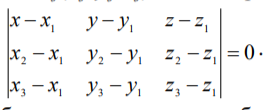 |x − x₁  y − y₁  z − z₁|
|x₂ − x₁  y₂ − y₁  z₂ − z₁| = 0 ·
|x₃ − x₁  y₃ − y₁  z₃ − z₁|